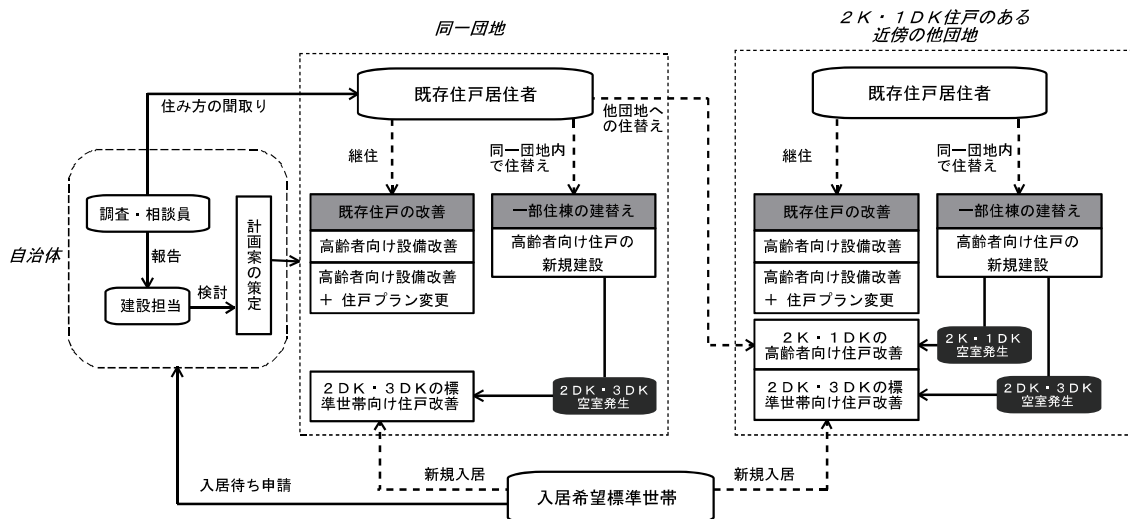 同一団地
2K・1DK住戸のある
近傍の他団地
既存住戸居住者
既存住戸居住者
住み方の聞取り
他団地へ
の住替え
継住
同一団地内
で住替え
継住
同一団地内
で住替え
自治体
調査・相談員
報告
建設担当
検討
計画案の策定
既存住戸の改善
高齢者向け設備改善
高齢者向け設備改善
+ 住戸プラン変更
一部住棟の建替え
高齢者向け住戸の
新規建設
既存住戸の改善
高齢者向け設備改善
高齢者向け設備改善
+ 住戸プラン変更
一部住棟の建替え
高齢者向け住戸の
新規建設
2K・1DKの
高齢者向け住戸改善
2K・1DK
空室発生
2DK・3DKの標
準世帯向け住戸改善
2DK・3DK
空室発生
2DK・3DKの標
準世帯向け住戸改善
2DK・3DK
空室発生
入居待ち申請
新規入居
入居希望標準世帯
新規入居